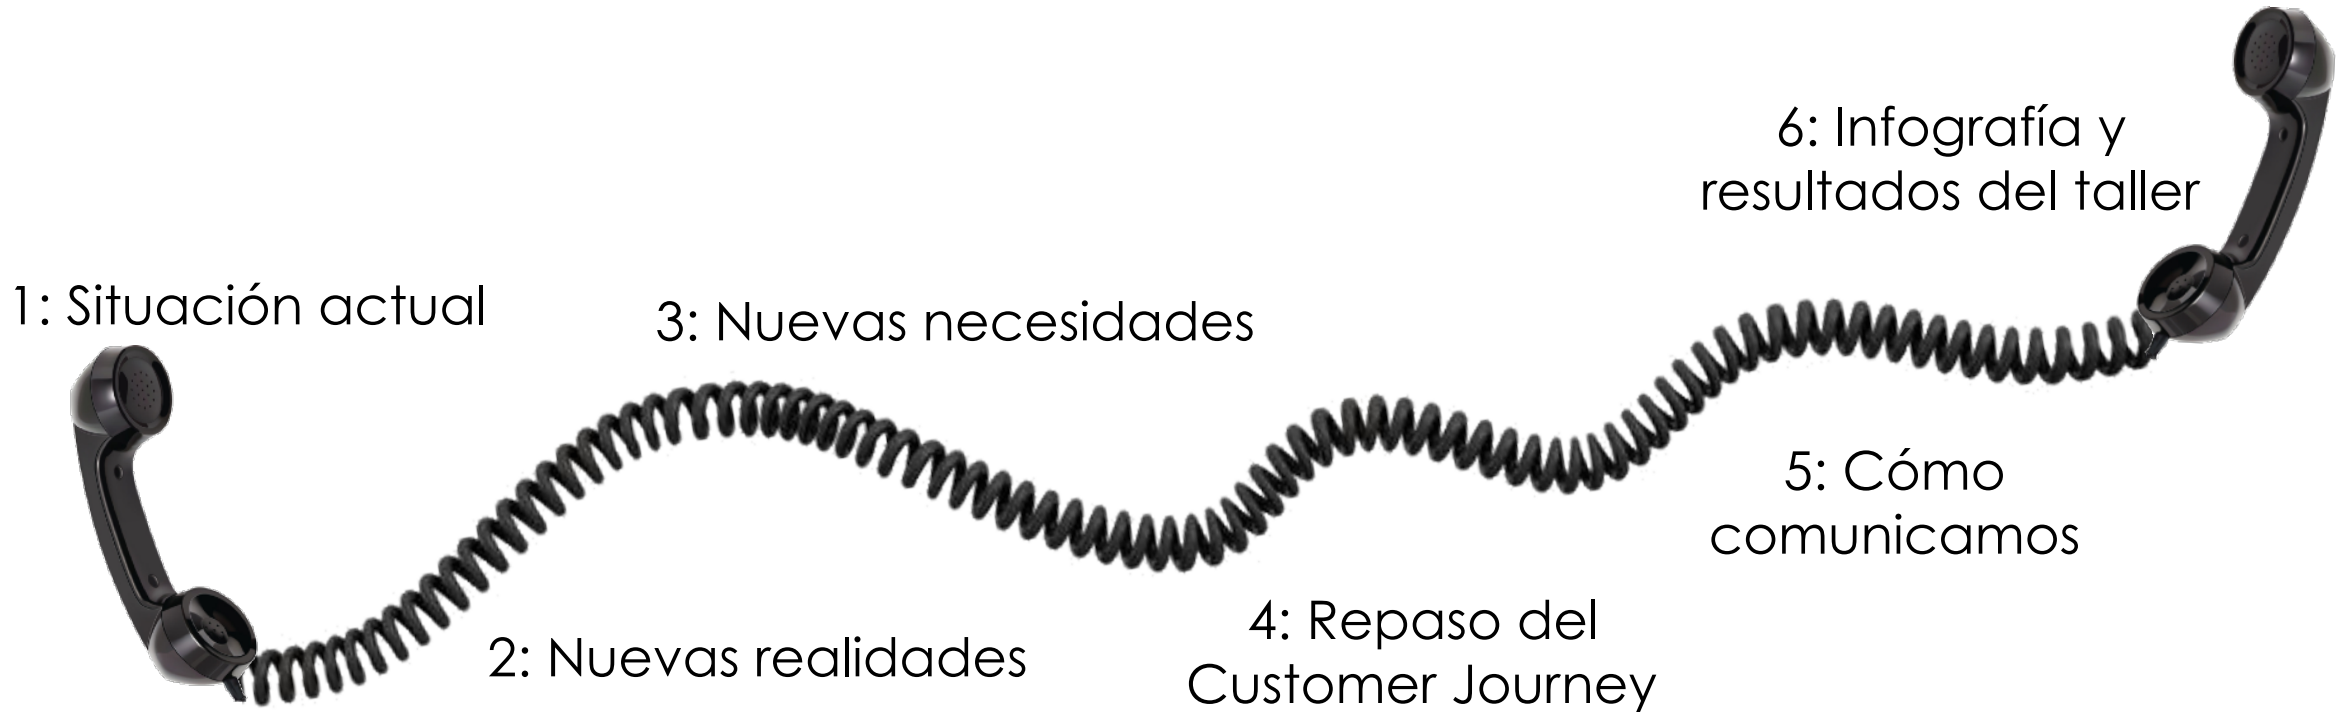 1: Situación actual
2: Nuevas realidades
3: Nuevas necesidades
4: Repaso del
Customer Journey
5: Cómo
comunicamos
6: Infografía y
resultados del taller